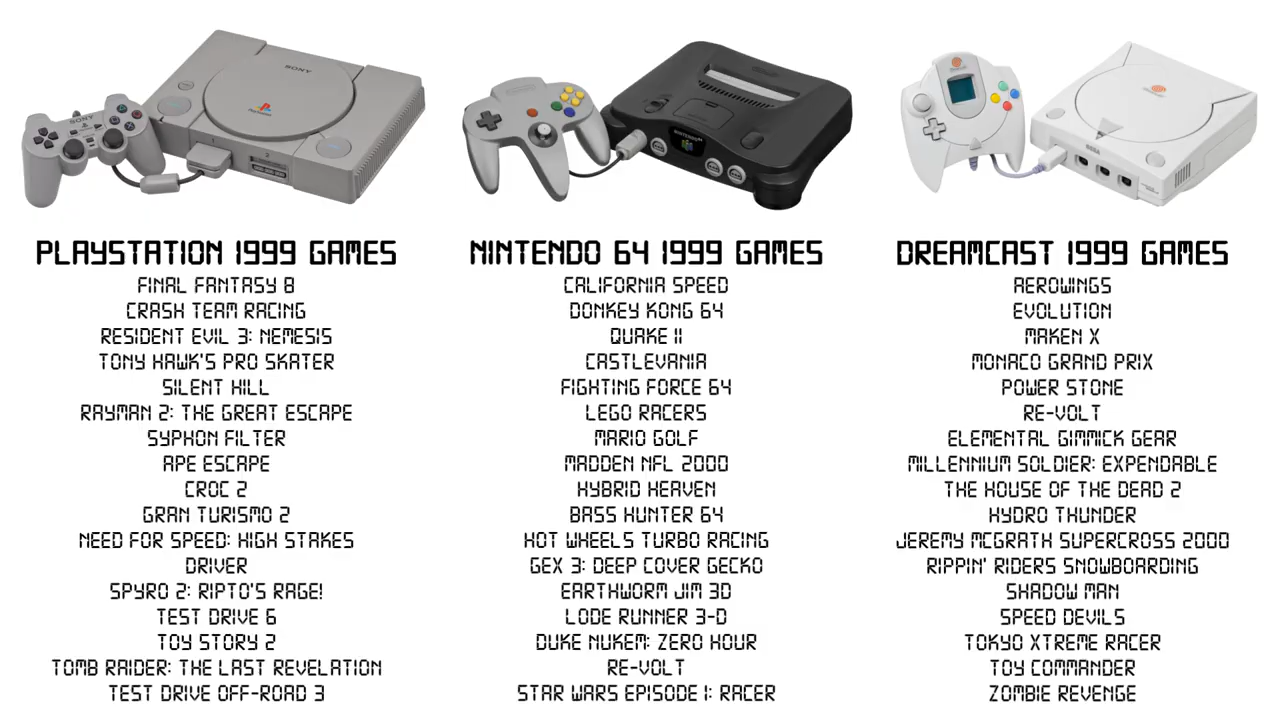 SONY
SONY
PlayStation
NINTENDO 64
SEGA
PLAYSTATION 1999 GAMES
FINAL FANTASY 8
CRASH TEAM RACING
RESIDENT EVIL 3: NEMESIS
TONY HAWK'S PRO SKATER
SILENT HILL
RAYMAN 2: THE GREAT ESCAPE
SYPHON FILTER
APE ESCAPE
CROC 2
GRAN TURISMO 2
NEED FOR SPEED: HIGH STAKES
DRIVER
SPYRO 2: RIPTO'S RAGE!
TEST DRIVE 6
TOY STORY 2
TOMB RAIDER: THE LAST REVELATION
TEST DRIVE OFF-ROAD 3
NINTENDO 64 1999 GAMES
CALIFORNIA SPEED
DONKEY KONG 64
QUAKE II
CASTLEVANIA
FIGHTING FORCE 64
LEGO RACERS
MARIO GOLF
MADDEN NFL 2000
HYBRID HEAVEN
BASS HUNTER 64
HOT WHEELS TURBO RACING
GEX 3: DEEP COVER GECKO
EARTHWORM JIM 3D
LODE RUNNER 3-D
DUKE NUKEM: ZERO HOUR
RE-VOLT
STAR WARS EPISODE I: RACER
DREAMCAST 1999 GAMES
AEROWINGS
EVOLUTION
MAKEN X
MONACO GRAND PRIX
POWER STONE
RE-VOLT
ELEMENTAL GIMMICK GEAR
MILLENNIUM SOLDIER: EXPENDABLE
THE HOUSE OF THE DEAD 2
HYDRO THUNDER
JEREMY MCGRATH SUPERCROSS 2000
RIPPIN' RIDERS SNOWBOARDING
SHADOW MAN
SPEED DEVILS
TOKYO XTREME RACER
TOY COMMANDER
ZOMBIE REVENGE